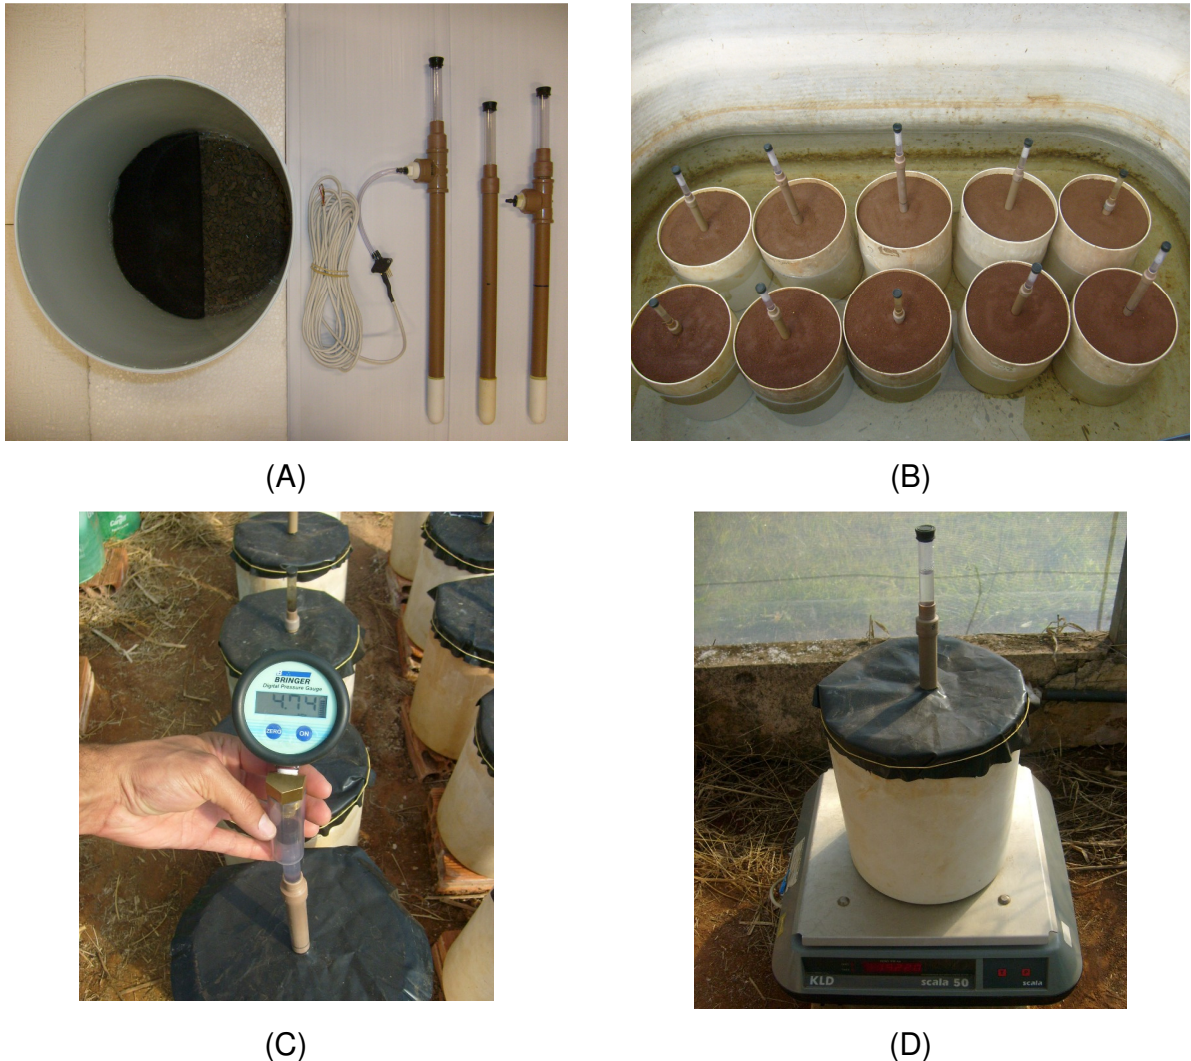 (A)
(B)
BRINGER
Digital Pressure Gauge
4.74
ZERO
ON
KLD
scala 50
scala
(C)
(D)